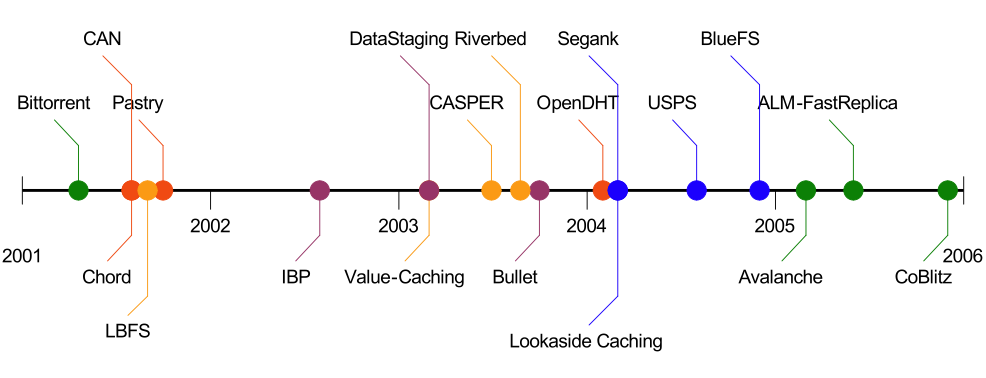 CAN
DataStaging
Riverbed
Segank
BlueFS
Bittorrent
Pastry
CASPER
OpenDHT
USPS
ALM-FastReplica
2002
2003
2004
2005
2001
2006
Chord
IBP
Value-Caching
Bullet
Avalanche
CoBlitz
LBFS
Lookaside Caching